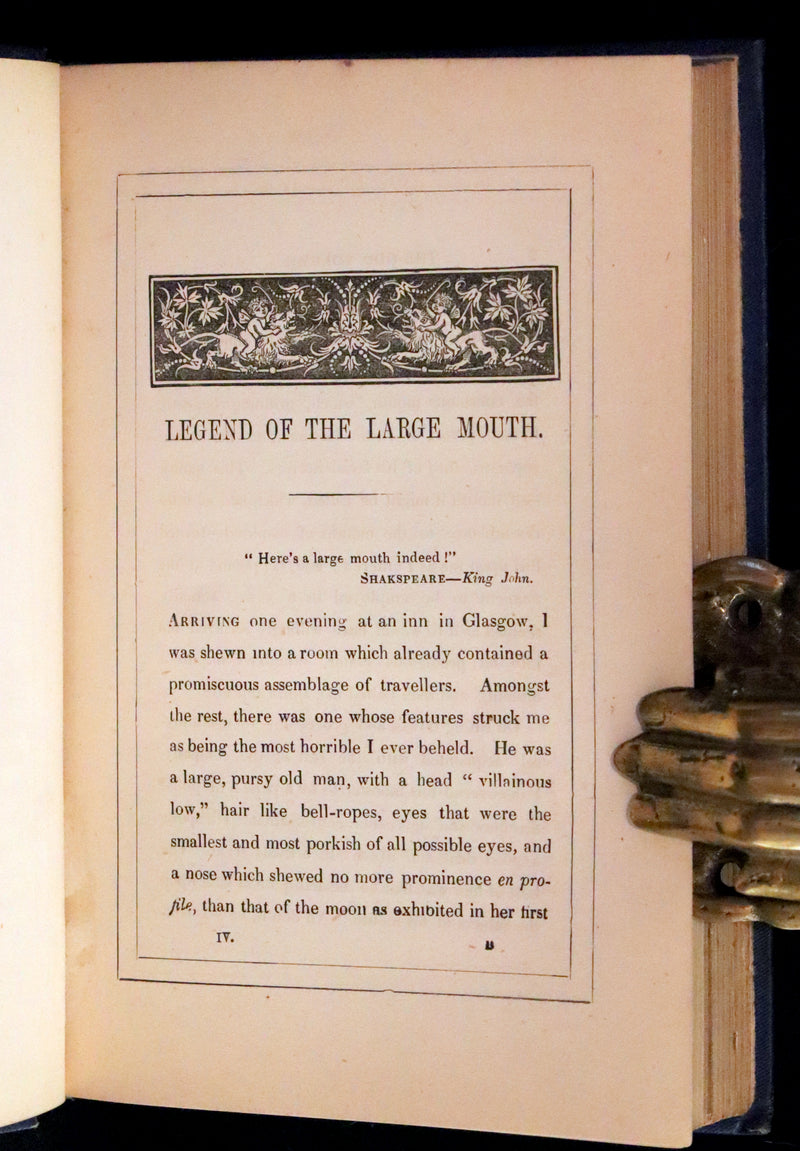 LEGEND OF THE LARGE MOUTH.
“ Here's a large mouth indeed !”
SHAKSPEARE—King John.
ARRIVING one evening at an inn in Glasgow, I
was shewn into a room which already contained a
promiscuous assemblage of travellers. Amongst
the rest, there was one whose features struck me
as being the most horrible I ever beheld. He was
a large, pursy old man, with a head “ villainous
low,” hair like bell-ropes, eyes that were the
smallest and most porkish of all possible eyes, and
a nose which shewed no more prominence en pro-
file, than that of the moon as exhibited in her first
IV. B